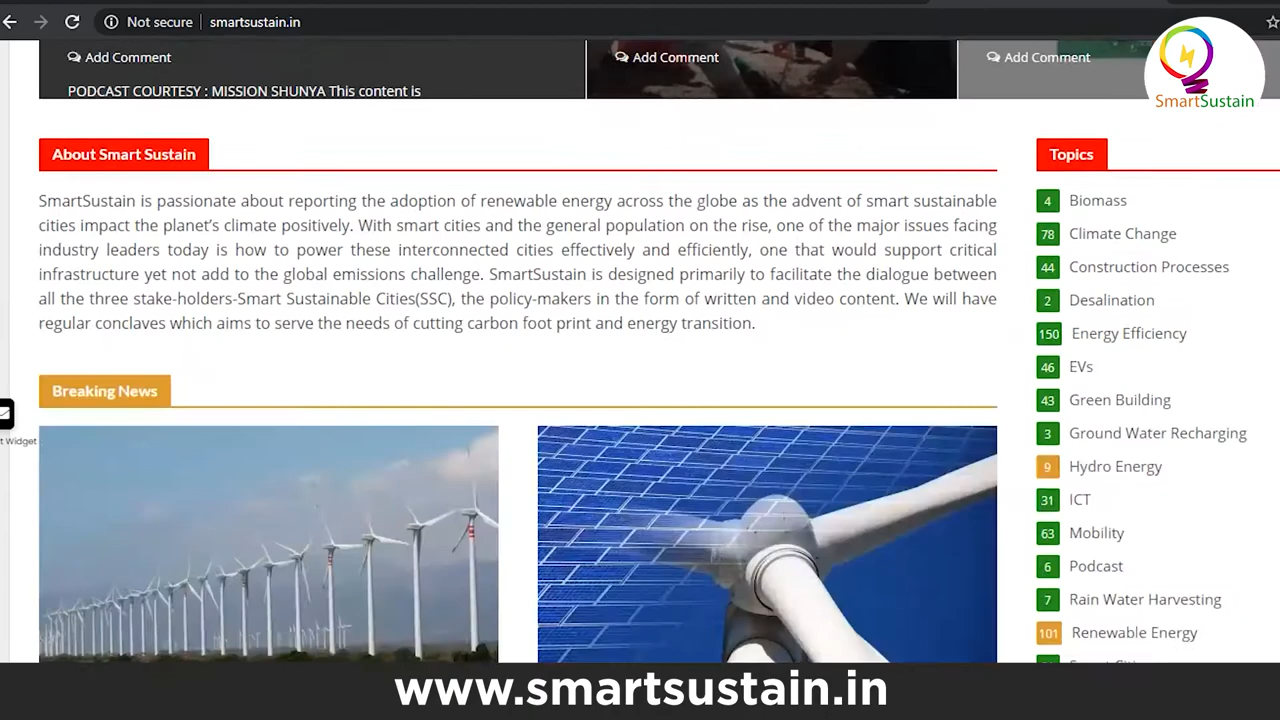 Not secure
smartsustain.in
Add Comment
Add Comment
Add Comment
PODCAST COURTESY : MISSION SHUNYA This content is
SmartSustain
About Smart Sustain
SmartSustain is passionate about reporting the adoption of renewable energy across the globe as the advent of smart sustainable
cities impact the planet's climate positively. With smart cities and the general population on the rise, one of the major issues facing
industry leaders today is how to power these interconnected cities effectively and efficiently, one that would support critical
infrastructure yet not add to the global emissions challenge. SmartSustain is designed primarily to facilitate the dialogue between
all the three stake-holders-Smart Sustainable Cities(SSC), the policy-makers in the form of written and video content. We will have
regular conclaves which aims to serve the needs of cutting carbon foot print and energy transition.
Breaking News
t Widget
Topics
4 Biomass
78 Climate Change
44 Construction Processes
2 Desalination
150 Energy Efficiency
46 EVs
43 Green Building
3 Ground Water Recharging
9 Hydro Energy
31 ICT
63 Mobility
6 Podcast
7 Rain Water Harvesting
101 Renewable Energy
www.smartsustain.in